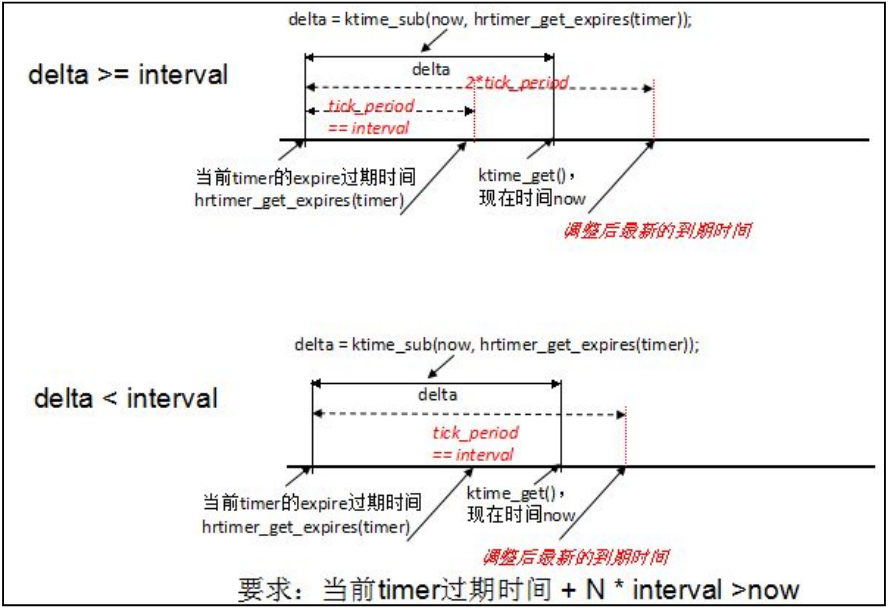 delta = ktime_sub(now, hrtimer_get_expires(timer));
delta >= interval
delta
2*tick_period
tick_period
== interval
当前timer的expire过期时间
hrtimer_get_expires(timer)
ktime_get()，
现在时间now
调整后最新的到期时间
delta = ktime_sub(now, hrtimer_get_expires(timer));
delta < interval
delta
tick_period
== interval
当前timer的expire过期时间
hrtimer_get_expires(timer)
ktime_get()，
现在时间now
调整后最新的到期时间
要求：当前timer过期时间 + N * interval >now